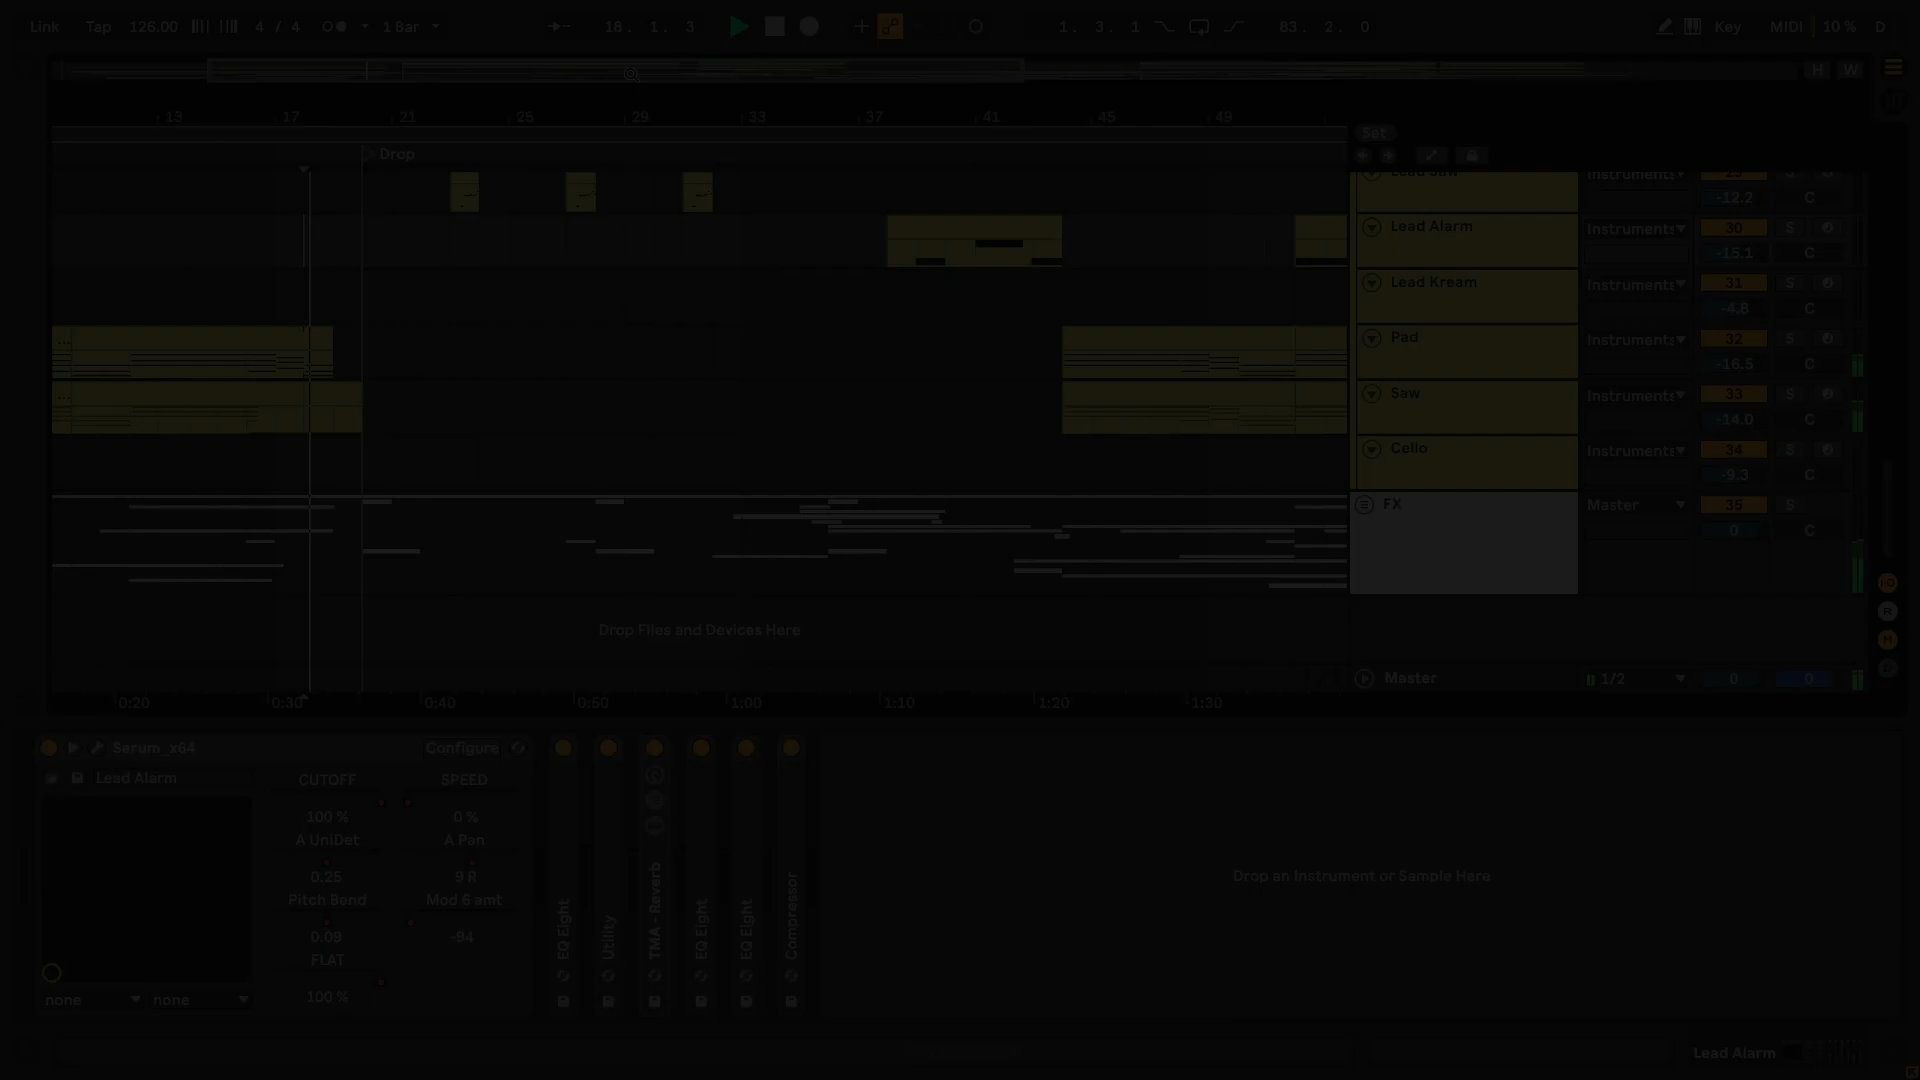 Link Tap 126.00 4 / 4 1 Bar 18. 1. 3 1. 3. 1 83. 2. 0 Key MIDI 10 % D
H W
13 17 21 25 29 33 37 41 45 49
Set
Drop
Lead Saw Instruments 29 S
-12.2 C
Lead Alarm Instruments 30 S
-15.1 C
Lead Kream Instruments 31 S
-4.8 C
Pad Instruments 32 S
-16.5 C
Saw Instruments 33 S
-14.0 C
Cello Instruments 34 S
-9.3 C
FX Master 35 S
0 C
Drop Files and Devices Here
Master 1/2 0 0
0:20 0:30 0:40 0:50 1:00 1:10 1:20 1:30
Serum_x64 Configure
Lead Alarm
CUTOFF SPEED
100 % 0 %
A UniDet A Pan
0.25 9 R
Pitch Bend Mod 6 amt
0.09 -94
FLAT
100 %
none none
EQ Eight
Utility
TMA - Reverb
EQ Eight
EQ Eight
Compressor
Drop an Instrument or Sample Here
Lead Alarm